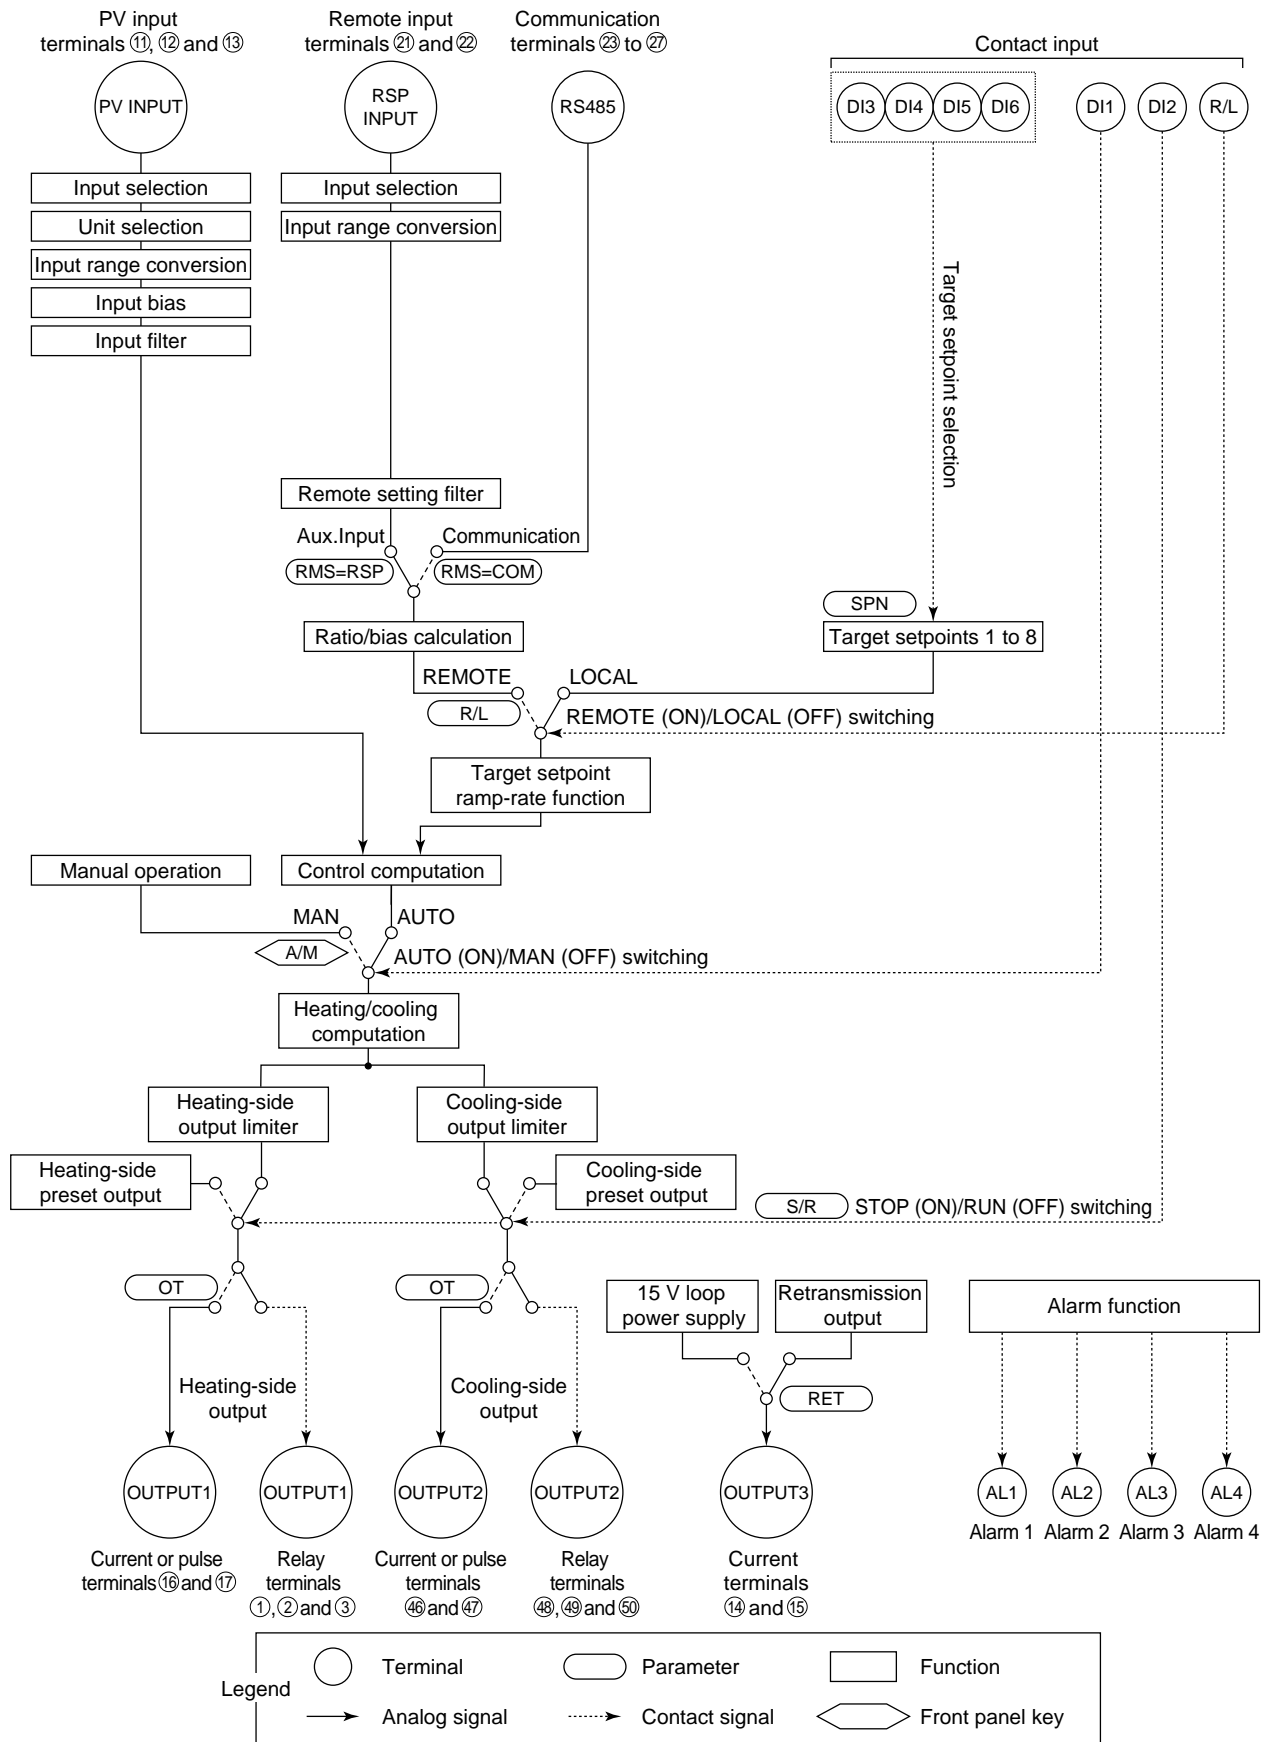 PV input
terminals ⑪, ⑫ and ⑬
Remote input
terminals ㉑ and ㉒
Communication
terminals ㉓ to ㉗
Contact input
PV INPUT
RSP
INPUT
RS485
DI3
DI4
DI5
DI6
DI1
DI2
R/L
Input selection
Unit selection
Input range conversion
Input bias
Input filter
Input selection
Input range conversion
Target setpoint selection
Remote setting filter
Aux.Input
Communication
RMS=RSP
RMS=COM
SPN
Ratio/bias calculation
Target setpoints 1 to 8
REMOTE
LOCAL
R/L
REMOTE (ON)/LOCAL (OFF) switching
Target setpoint
ramp-rate function
Manual operation
Control computation
MAN
AUTO
A/M
AUTO (ON)/MAN (OFF) switching
Heating/cooling
computation
Heating-side
output limiter
Cooling-side
output limiter
Heating-side
preset output
Cooling-side
preset output
S/R
STOP (ON)/RUN (OFF) switching
OT
OT
15 V loop
power supply
Retransmission
output
Alarm function
Heating-side
output
Cooling-side
output
RET
OUTPUT1
OUTPUT1
OUTPUT2
OUTPUT2
OUTPUT3
AL1
AL2
AL3
AL4
Alarm 1
Alarm 2
Alarm 3
Alarm 4
Current or pulse
terminals ⑯ and ⑰
Relay
terminals
①, ② and ③
Current or pulse
terminals
㊻ and ㊼
Relay
terminals
㊽, ㊾ and ㊿
Current
terminals
⑭ and ⑮
Legend
Terminal
Parameter
Function
Analog signal
Contact signal
Front panel key